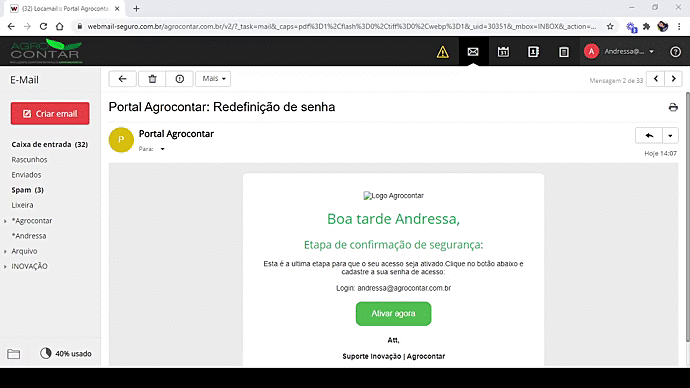 (32) Locamail :: Portal Agrocontar
webmail-seguro.com.br/agrocontar.com.br/v2/?_task=mail&_caps=pdf%3D1%2Cflash%3D0%2Ctiff%3D0%2Cwebp%3D1&_uid=30351&_mbox=INBOX&_action=...
AGRO
CONTAR
Andressa@...
E-Mail
Mais
Mensagem 2 de 33
Criar email
Portal Agrocontar: Redefinição de senha
P
Portal Agrocontar
Para:
Hoje 14:07
Caixa de entrada (32)
Rascunhos
Enviados
Spam (3)
Lixeira
*Agrocontar
*Andressa
Arquivo
INOVAÇÃO
Logo Agrocontar
Boa tarde Andressa,
Etapa de confirmação de segurança:
Esta é a ultima etapa para que o seu acesso seja ativado.Clique no botão abaixo e
cadastre a sua senha de acesso:
Login: andressa@agrocontar.com.br
Ativar agora
Att,
Suporte Inovação | Agrocontar
40% usado